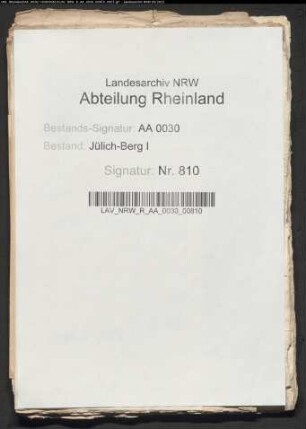 Landesarchiv NRW
Abteilung Rheinland
Bestands-Signatur: AA 0030
Bestand: Jülich-Berg I
Signatur: Nr. 810
LAV_NRW_R_AA_0030_00810